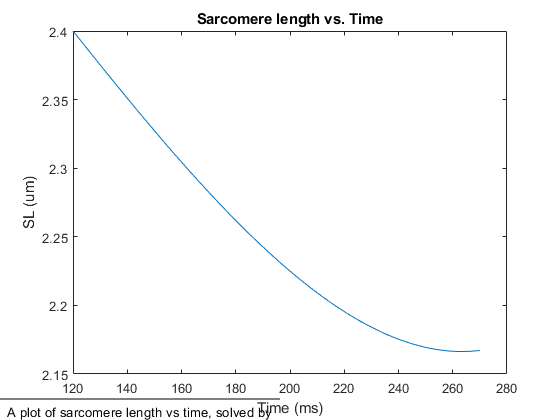 Sarcomere length vs. Time
2.4
2.35
2.3
2.25
2.2
2.15
SL (um)
120 140 160 180 200 220 240 260 280
Time (ms)
A plot of sarcomere length vs time, solved by